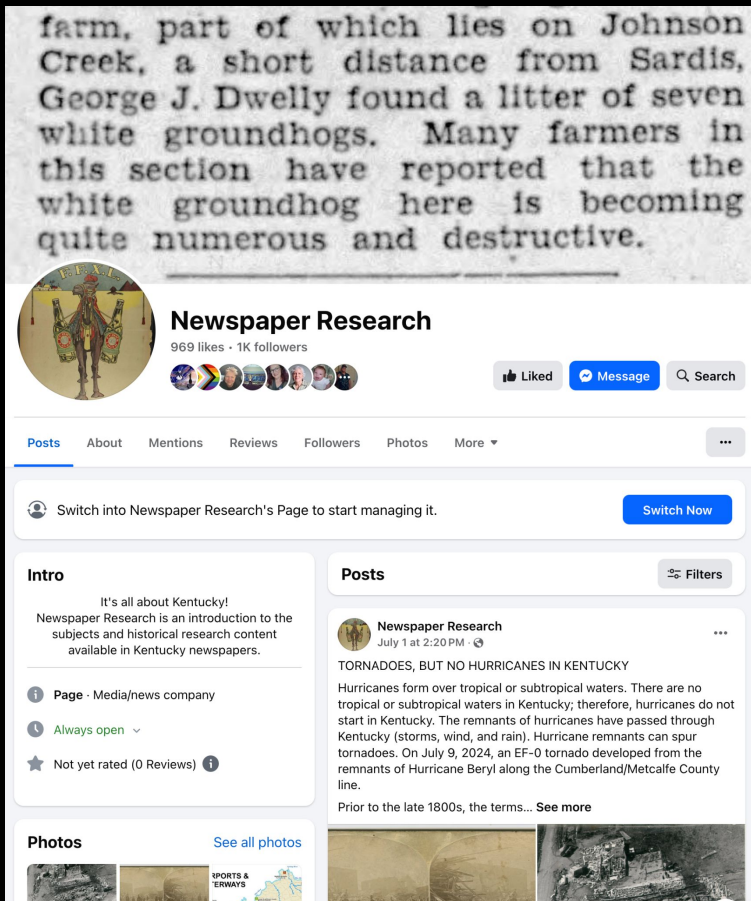 farm, part of which lies on Johnson
Creek, a short distance from Sardis,
George J. Dwelly found a litter of seven
white groundhogs. Many farmers in
this section have reported that the
white groundhog here is becoming
quite numerous and destructive.
Newspaper Research
969 likes · 1K followers
Liked
Message
Search
Posts
About
Mentions
Reviews
Followers
Photos
More
Switch into Newspaper Research's Page to start managing it.
Switch Now
Intro
It's all about Kentucky!
Newspaper Research is an introduction to the
subjects and historical research content
available in Kentucky newspapers.
Page · Media/news company
Always open
Not yet rated (0 Reviews)
Photos
See all photos
RPORTS &
ERWAYS
Posts
Filters
Newspaper Research
July 1 at 2:20 PM ·
TORNADOES, BUT NO HURRICANES IN KENTUCKY
Hurricanes form over tropical or subtropical waters. There are no
tropical or subtropical waters in Kentucky; therefore, hurricanes do not
start in Kentucky. The remnants of hurricanes have passed through
Kentucky (storms, wind, and rain). Hurricane remnants can spur
tornadoes. On July 9, 2024, an EF-0 tornado developed from the
remnants of Hurricane Beryl along the Cumberland/Metcalfe County
line.
Prior to the late 1800s, the terms... See more